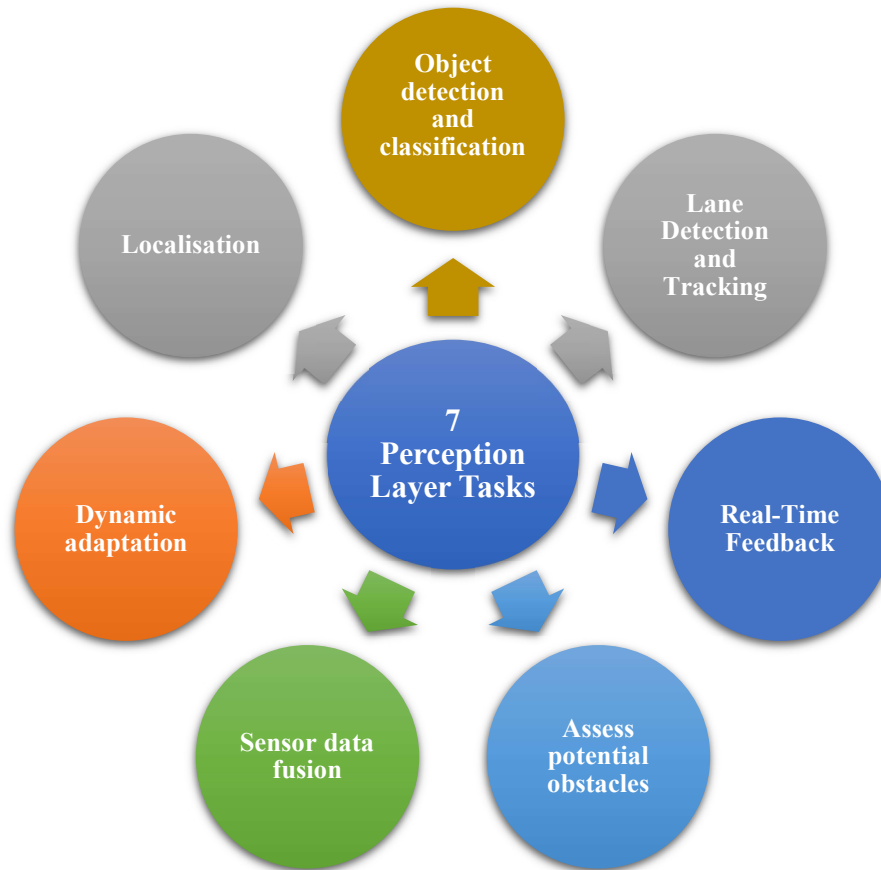 Object
detection
and
classification
Localisation
Lane
Detection
and
Tracking
7
Perception
Layer Tasks
Dynamic
adaptation
Real-Time
Feedback
Sensor data
fusion
Assess
potential
obstacles